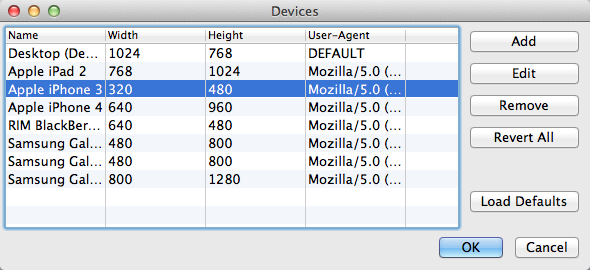 Devices
Name Width Height User-Agent
Desktop (De... 1024 768 DEFAULT
Apple iPad 2 768 1024 Mozilla/5.0 (...
Apple iPhone 3 320 480 Mozilla/5.0 (...
Apple iPhone 4 640 960 Mozilla/5.0 (...
RIM BlackBer... 640 480 Mozilla/5.0 (...
Samsung Gal... 480 800 Mozilla/5.0 (...
Samsung Gal... 480 800 Mozilla/5.0 (...
Samsung Gal... 800 1280 Mozilla/5.0 (...
Add
Edit
Remove
Revert All
Load Defaults
OK Cancel